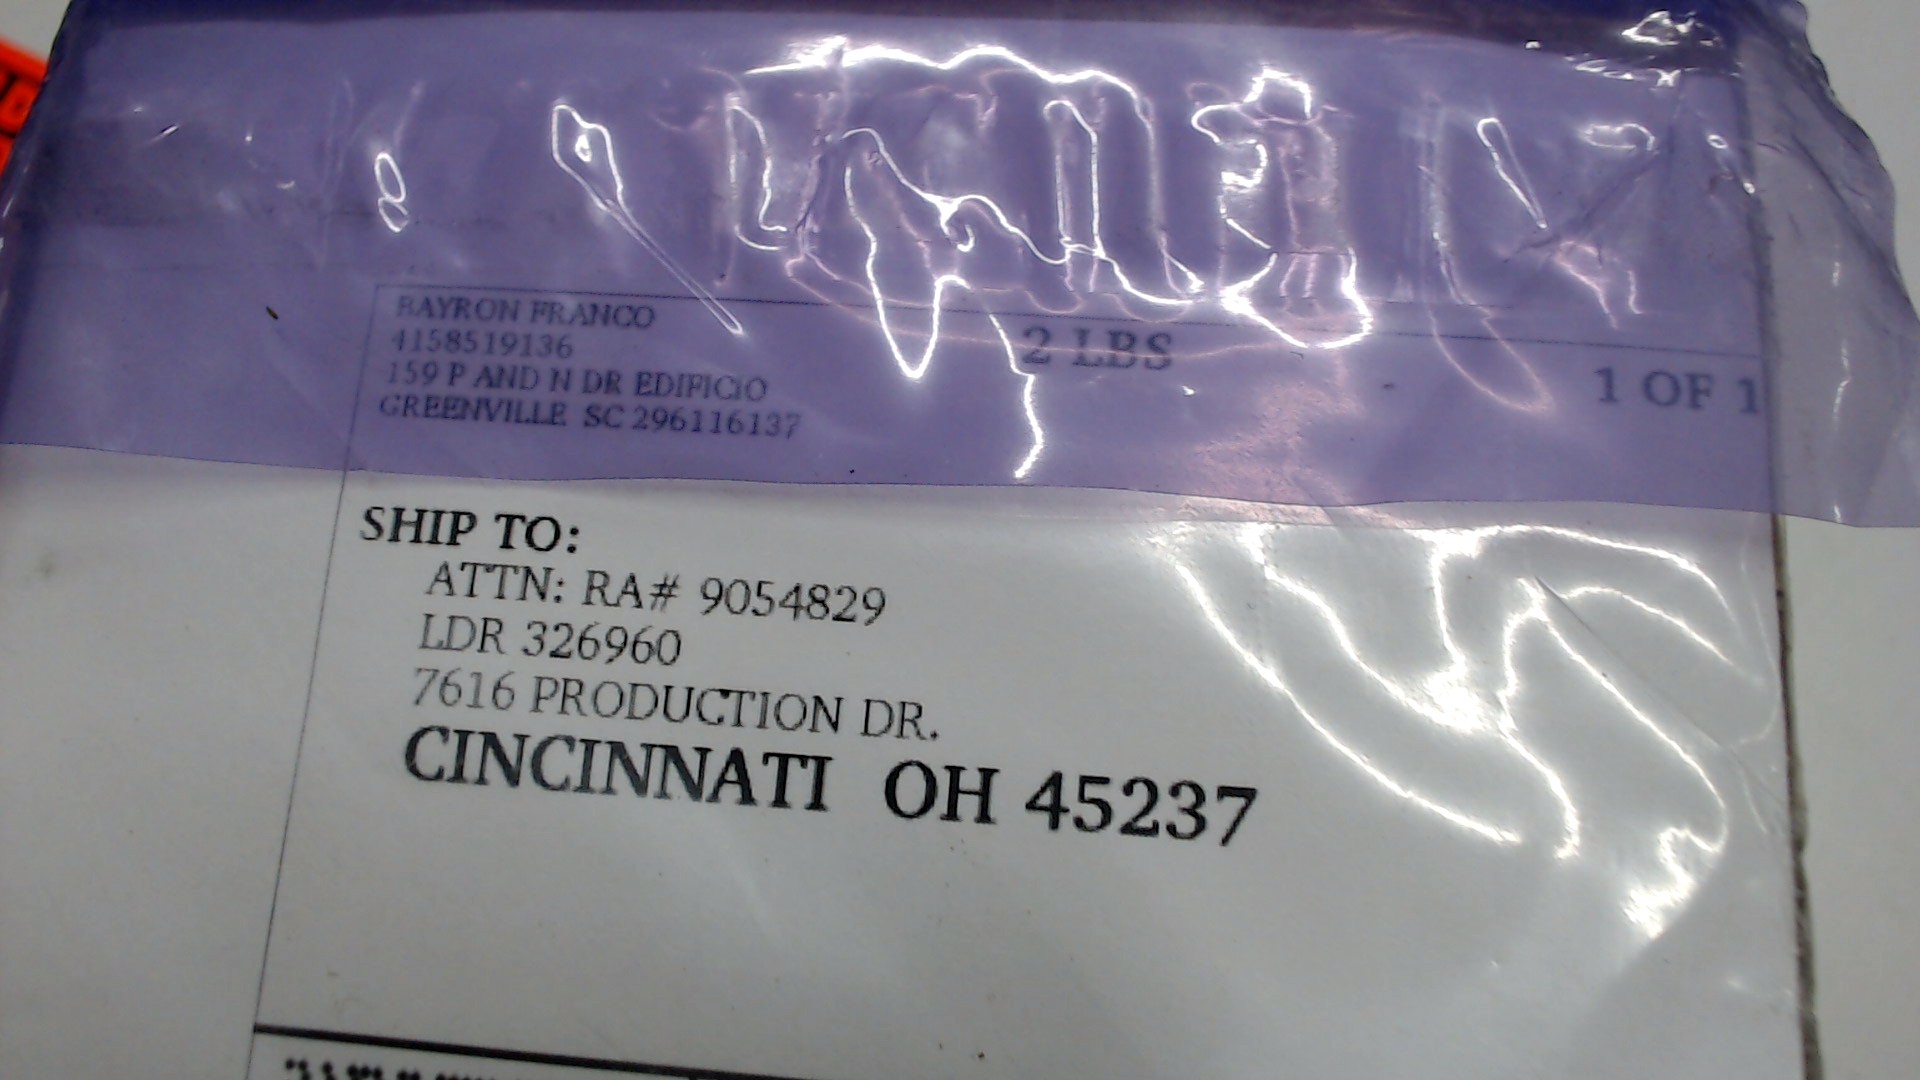 BAYRON FRANCO
4158519136
159 P AND N DR EDIFICIO
GREENVILLE SC 296116137
2 LBS
1 OF 1
SHIP TO:
ATTN: RA# 9054829
LDR 326960
7616 PRODUCTION DR.
CINCINNATI OH 45237